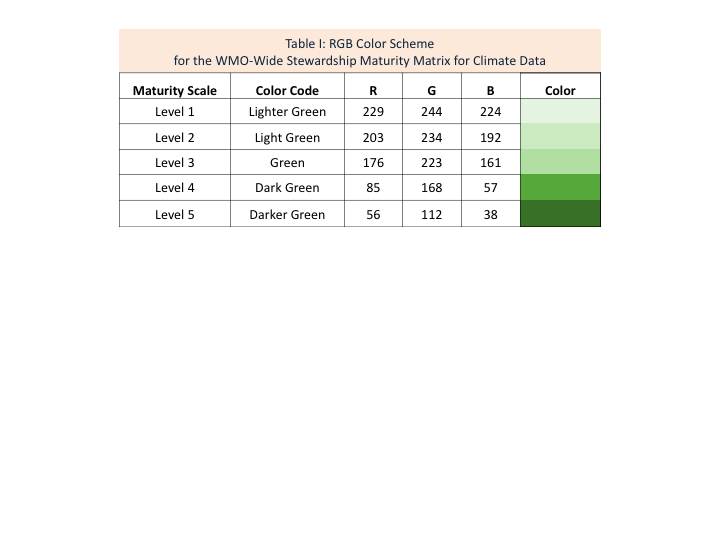 Table I: RGB Color Scheme
for the WMO-Wide Stewardship Maturity Matrix for Climate Data
Maturity Scale Color Code R G B Color
Level 1 Lighter Green 229 244 224
Level 2 Light Green 203 234 192
Level 3 Green 176 223 161
Level 4 Dark Green 85 168 57
Level 5 Darker Green 56 112 38